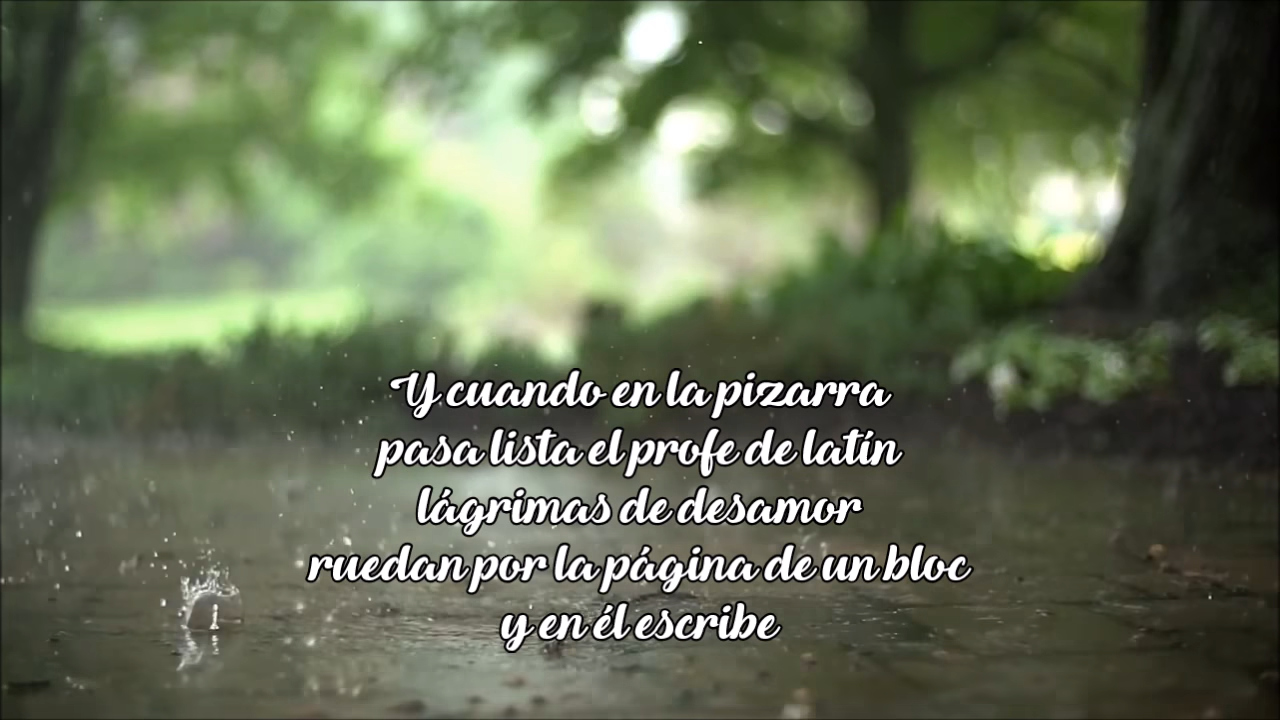 Y cuando en la pizarra
pasa lista el profe de latín
lágrimas de desamor
ruedan por la página de un bloc
y en él escribe